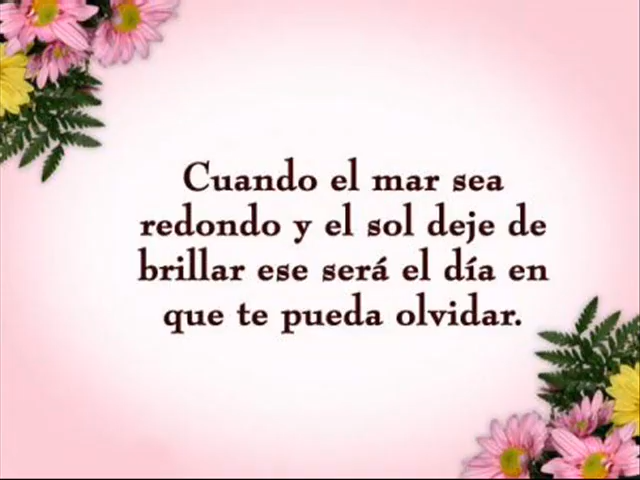 Cuando el mar sea
redondo y el sol deje de
brillar ese será el día en
que te pueda olvidar.